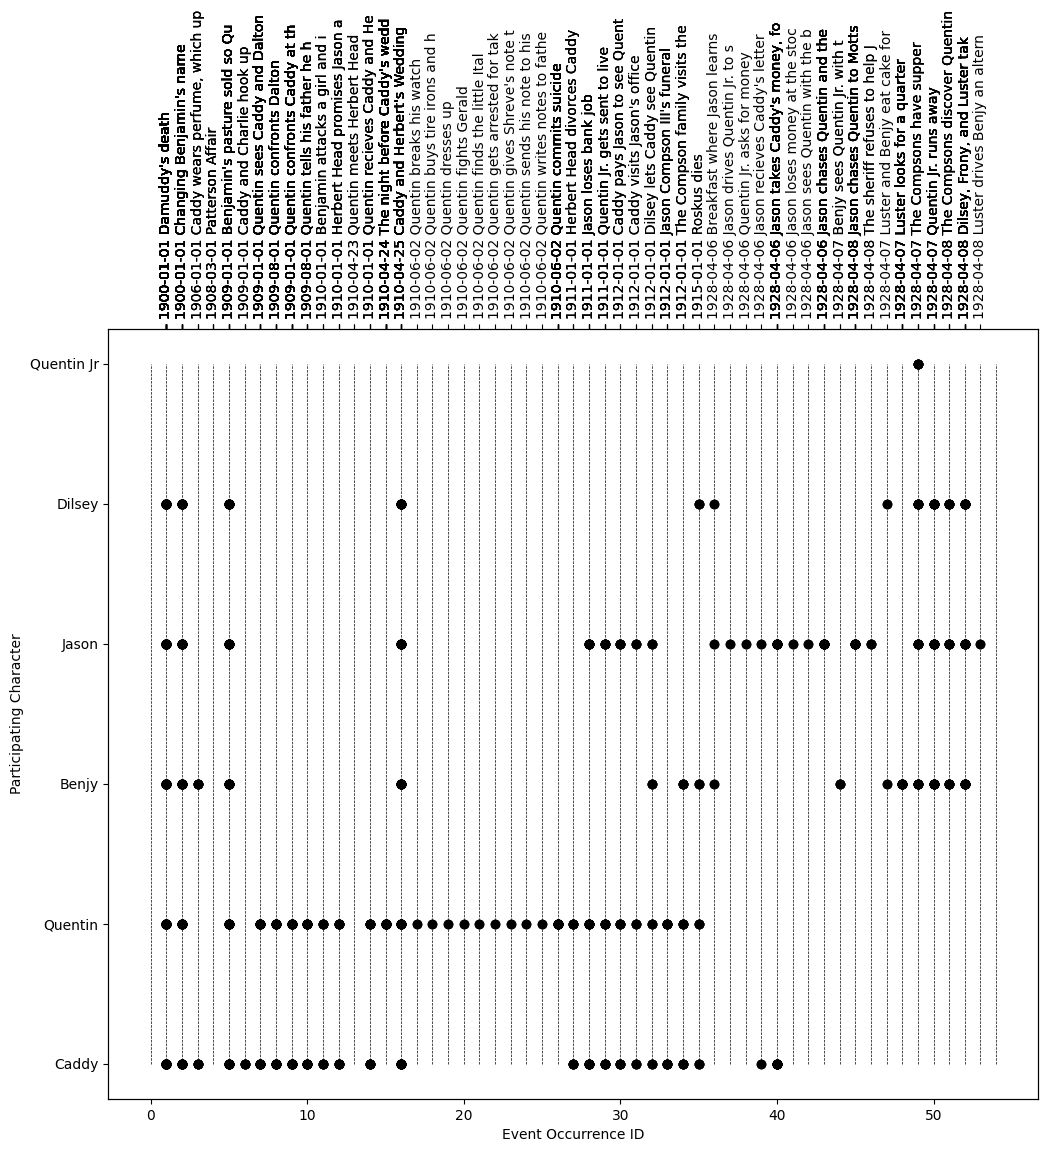 1900-01-01 Damuddy's death
1900-01-01 Changing Benjamin's name
1906-01-01 Caddy wears perfume, which up
1908-03-01 Patterson Affair
1909-01-01 Benjamin's pasture sold so Qu
1909-01-01 Caddy and Charlie hook up
1909-01-01 Quentin sees Caddy and Dalton
1909-08-01 Quentin confronts Dalton
1909-01-01 Quentin confronts Caddy at th
1909-08-01 Quentin tells his father he h
1910-01-01 Benjamin attacks a girl and i
1910-01-01 Herbert Head promises Jason a
1910-04-23 Quentin meets Herbert Head
1910-01-01 Quentin recieves Caddy and He
1910-04-24 The night before Caddy's wedd
1910-04-25 Caddy and Herbert's Wedding
1910-06-02 Quentin breaks his watch
1910-06-02 Quentin buys tire irons and h
1910-06-02 Quentin dresses up
1910-06-02 Quentin fights Gerald
1910-06-02 Quentin finds the little Ital
1910-06-02 Quentin gets arrested for tak
1910-06-02 Quentin gives Shreve's note t
1910-06-02 Quentin sends his note to his
1910-06-02 Quentin writes notes to fathe
1910-06-02 Quentin commits suicide
1911-01-01 Herbert Head divorces Caddy
1911-01-01 Jason loses bank job
1911-01-01 Quentin Jr. gets sent to live
1912-01-01 Caddy pays Jason to see Quent
1912-01-01 Caddy visits Jason's office
1912-01-01 Dilsey lets Caddy see Quentin
1912-01-01 Jason Compson III's funeral
1912-01-01 The Compson family visits the
1915-01-01 Roskus dies
1928-04-06 Breakfast where Jason learns
1928-04-06 Jason drives Quentin Jr. to s
1928-04-06 Quentin Jr. asks for money
1928-04-06 Jason recieves Caddy's letter
1928-04-06 Jason takes Caddy's money, fo
1928-04-06 Jason loses money at the stoc
1928-04-06 Jason sees Quentin with the b
1928-04-06 Jason chases Quentin and the
1928-04-07 Benjy sees Quentin Jr. with t
1928-04-08 Jason chases Quentin to Motts
1928-04-08 The sheriff refuses to help J
1928-04-07 Luster and Benjy eat cake for
1928-04-07 Luster looks for a quarter
1928-04-07 The Compsons have supper
1928-04-07 Quentin Jr. runs away
1928-04-08 The Compsons discover Quentin
1928-04-08 Dilsey, Frony, and Luster tak
1928-04-08 Luster drives Benjy an altern
Quentin Jr
Dilsey
Jason
Benjy
Quentin
Caddy
Participating Character
0
10
20
30
40
50
Event Occurrence ID